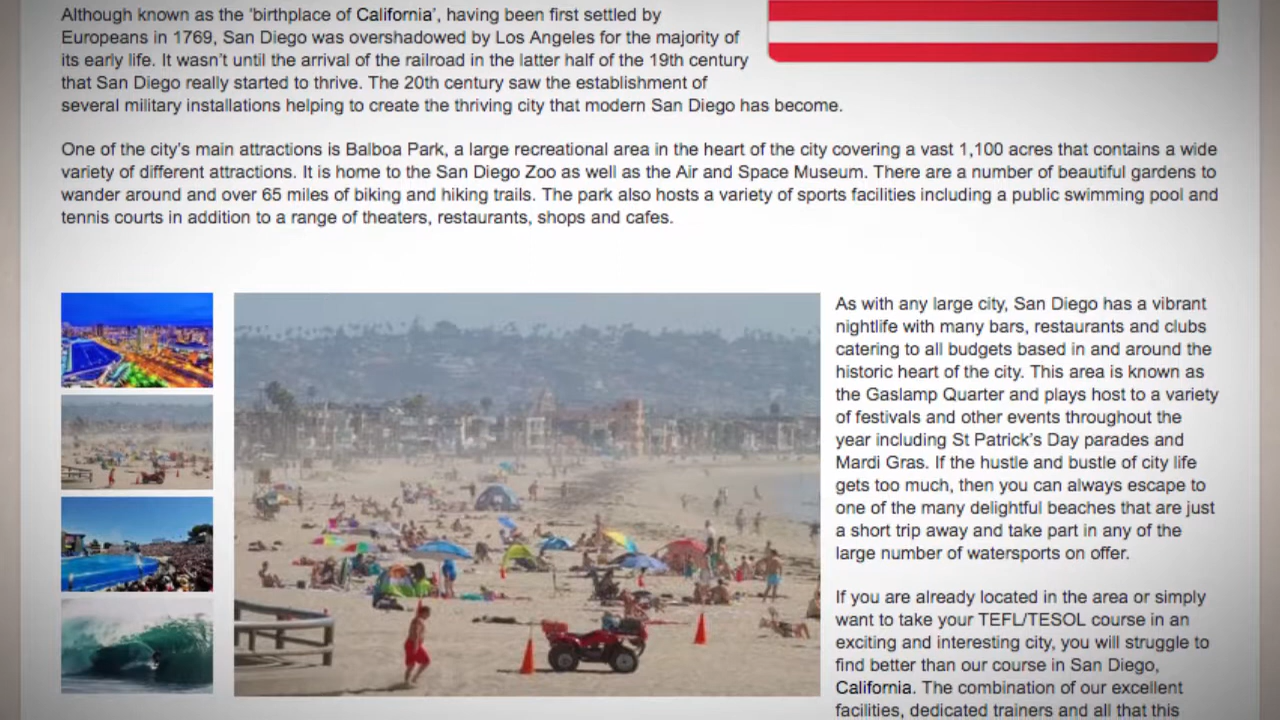 Although known as the 'birthplace of California', having been first settled by
Europeans in 1769, San Diego was overshadowed by Los Angeles for the majority of
its early life. It wasn't until the arrival of the railroad in the latter half of the 19th century
that San Diego really started to thrive. The 20th century saw the establishment of
several military installations helping to create the thriving city that modern San Diego has become.
One of the city's main attractions is Balboa Park, a large recreational area in the heart of the city covering a vast 1,100 acres that contains a wide
variety of different attractions. It is home to the San Diego Zoo as well as the Air and Space Museum. There are a number of beautiful gardens to
wander around and over 65 miles of biking and hiking trails. The park also hosts a variety of sports facilities including a public swimming pool and
tennis courts in addition to a range of theaters, restaurants, shops and cafes.
As with any large city, San Diego has a vibrant
nightlife with many bars, restaurants and clubs
catering to all budgets based in and around the
historic heart of the city. This area is known as
the Gaslamp Quarter and plays host to a variety
of festivals and other events throughout the
year including St Patrick's Day parades and
Mardi Gras. If the hustle and bustle of city life
gets too much, then you can always escape to
one of the many delightful beaches that are just
a short trip away and take part in any of the
large number of watersports on offer.
If you are already located in the area or simply
want to take your TEFL/TESOL course in an
exciting and interesting city, you will struggle to
find better than our course in San Diego,
California. The combination of our excellent
facilities, dedicated trainers and all that this